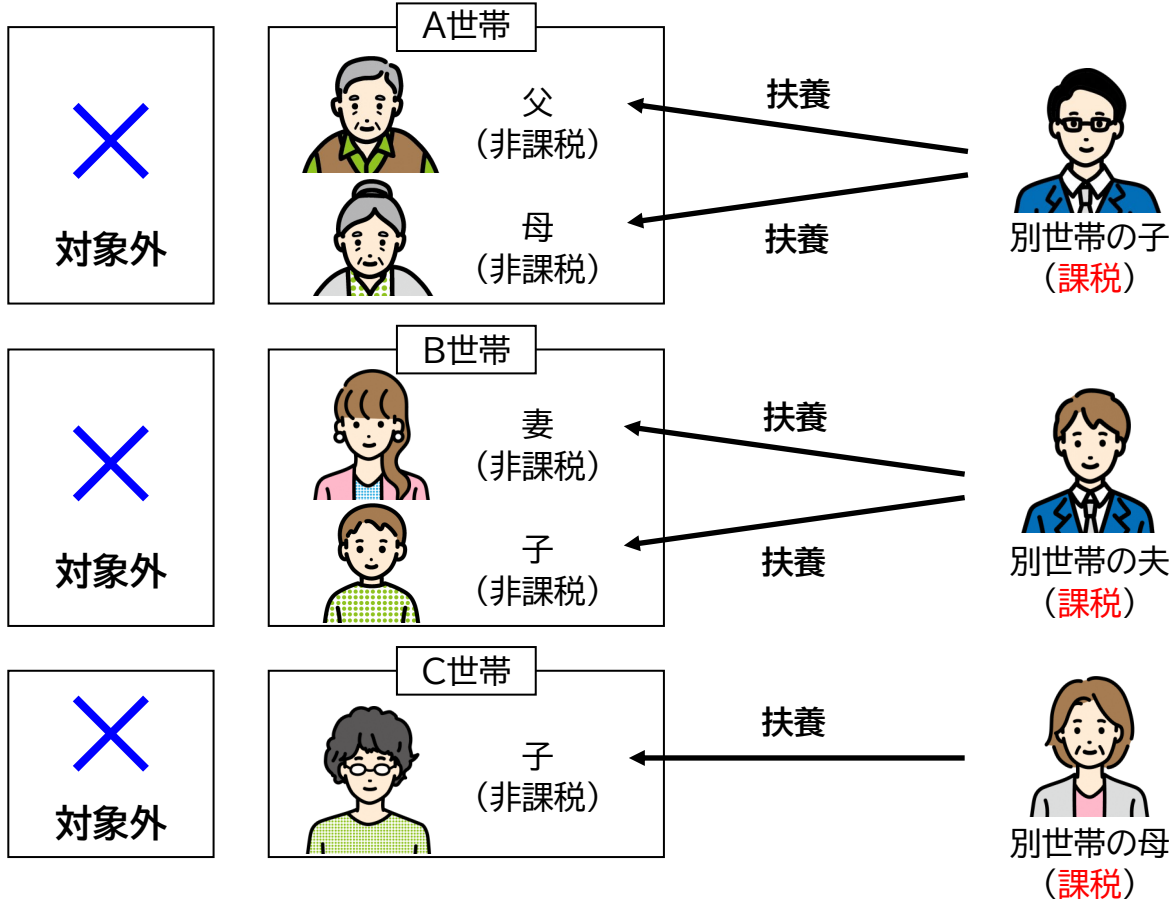 A世帯
父
（非課税）
母
（非課税）
扶養
扶養
別世帯の子
（課税）
対象外
B世帯
妻
（非課税）
子
（非課税）
扶養
扶養
別世帯の夫
（課税）
対象外
C世帯
子
（非課税）
扶養
別世帯の母
（課税）
対象外